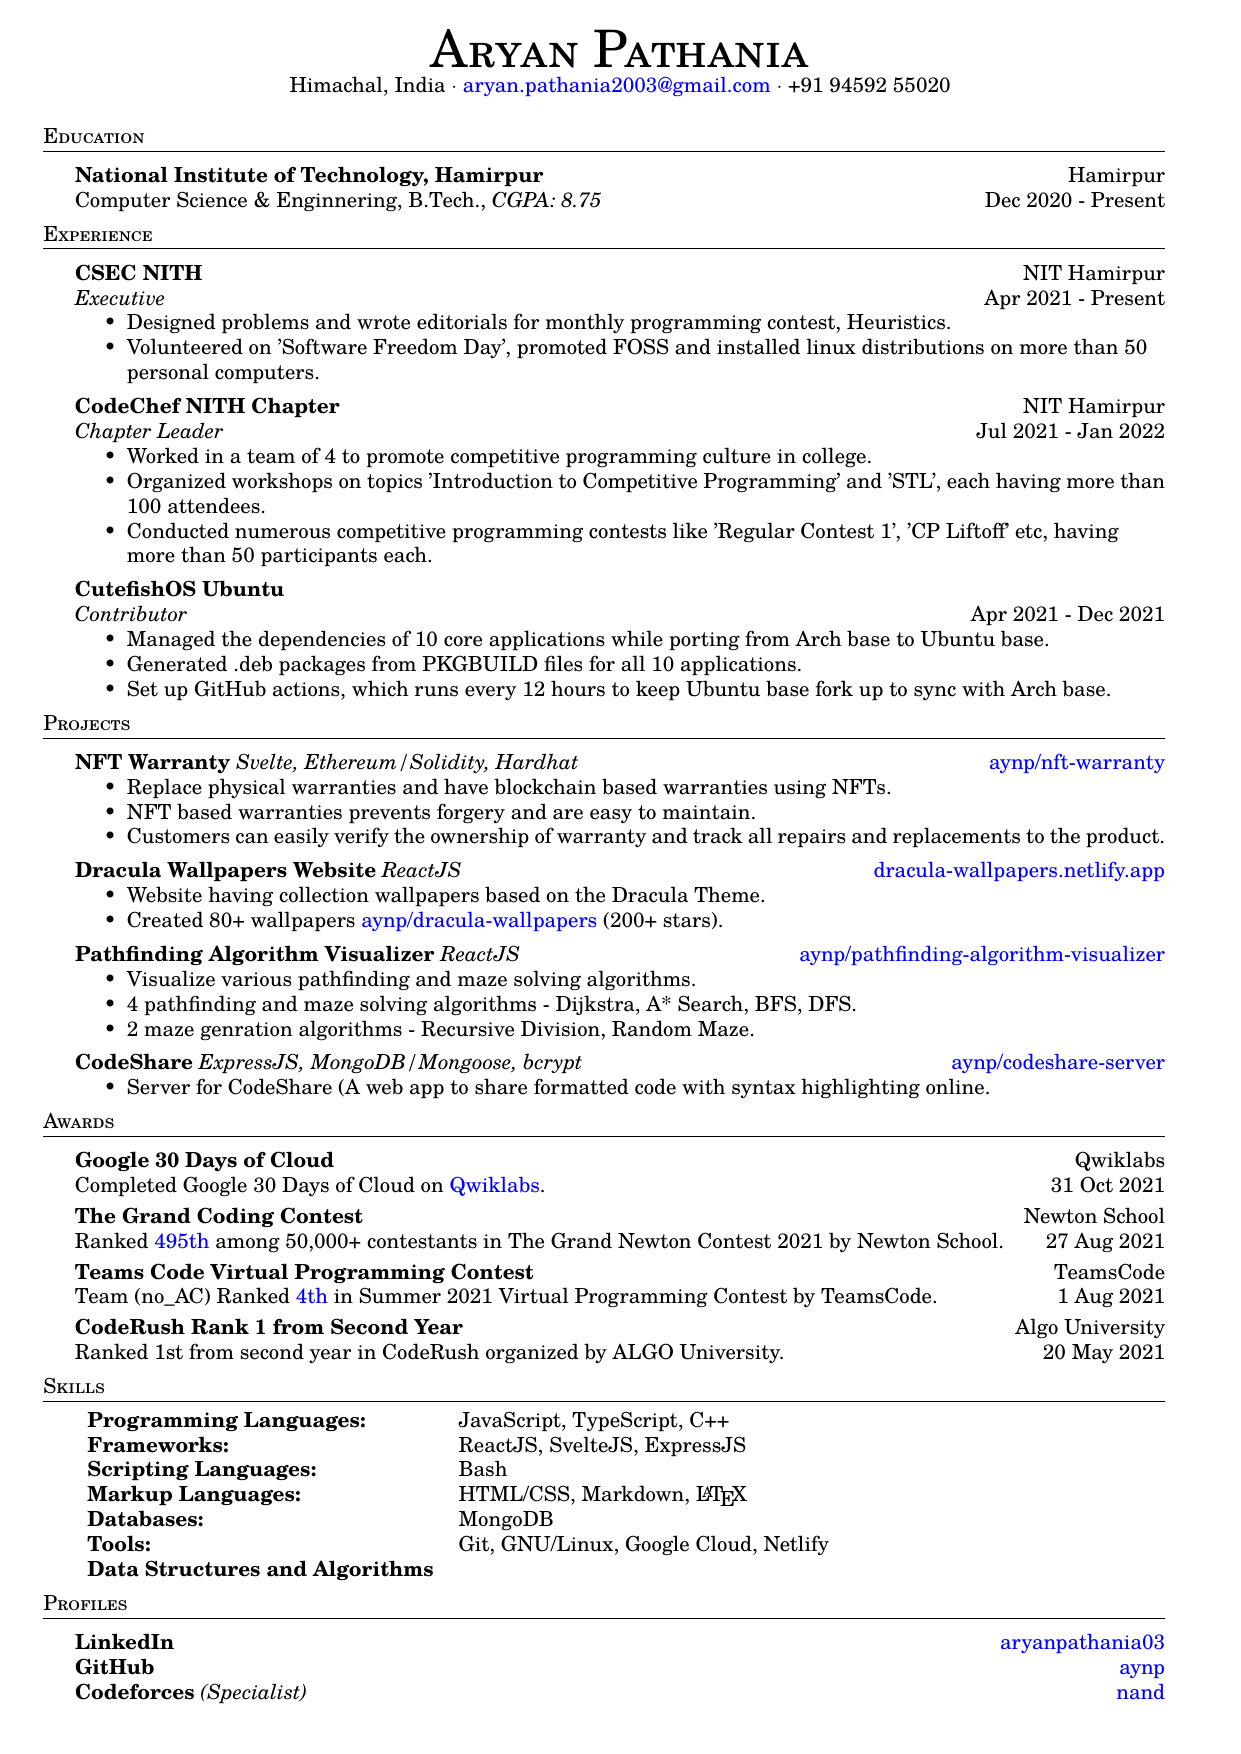 Aryan Pathania
Himachal, India · aryan.pathania2003@gmail.com · +91 94592 55020
Education
National Institute of Technology, Hamirpur Hamirpur
Computer Science & Enginnering, B.Tech., CGPA: 8.75 Dec 2020 - Present
Experience
CSEC NITH NIT Hamirpur
Executive Apr 2021 - Present
• Designed problems and wrote editorials for monthly programming contest, Heuristics.
• Volunteered on ’Software Freedom Day’, promoted FOSS and installed linux distributions on more than 50
personal computers.
CodeChef NITH Chapter NIT Hamirpur
Chapter Leader Jul 2021 - Jan 2022
• Worked in a team of 4 to promote competitive programming culture in college.
• Organized workshops on topics ’Introduction to Competitive Programming’ and ’STL’, each having more than
100 attendees.
• Conducted numerous competitive programming contests like ’Regular Contest 1’, ’CP Liftoff’ etc, having
more than 50 participants each.
CutefishOS Ubuntu
Contributor Apr 2021 - Dec 2021
• Managed the dependencies of 10 core applications while porting from Arch base to Ubuntu base.
• Generated .deb packages from PKGBUILD files for all 10 applications.
• Set up GitHub actions, which runs every 12 hours to keep Ubuntu base fork up to sync with Arch base.
Projects
NFT Warranty Svelte, Ethereum/Solidity, Hardhat aynp/nft-warranty
• Replace physical warranties and have blockchain based warranties using NFTs.
• NFT based warranties prevents forgery and are easy to maintain.
• Customers can easily verify the ownership of warranty and track all repairs and replacements to the product.
Dracula Wallpapers Website ReactJS dracula-wallpapers.netlify.app
• Website having collection wallpapers based on the Dracula Theme.
• Created 80+ wallpapers aynp/dracula-wallpapers (200+ stars).
Pathfinding Algorithm Visualizer ReactJS aynp/pathfinding-algorithm-visualizer
• Visualize various pathfinding and maze solving algorithms.
• 4 pathfinding and maze solving algorithms - Dijkstra, A* Search, BFS, DFS.
• 2 maze genration algorithms - Recursive Division, Random Maze.
CodeShare ExpressJS, MongoDB/Mongoose, bcrypt aynp/codeshare-server
• Server for CodeShare (A web app to share formatted code with syntax highlighting online.
Awards
Google 30 Days of Cloud Qwiklabs
Completed Google 30 Days of Cloud on Qwiklabs. 31 Oct 2021
The Grand Coding Contest Newton School
Ranked 495th among 50,000+ contestants in The Grand Newton Contest 2021 by Newton School. 27 Aug 2021
Teams Code Virtual Programming Contest TeamsCode
Team (no_AC) Ranked 4th in Summer 2021 Virtual Programming Contest by TeamsCode. 1 Aug 2021
CodeRush Rank 1 from Second Year Algo University
Ranked 1st from second year in CodeRush organized by ALGO University. 20 May 2021
Skills
Programming Languages: JavaScript, TypeScript, C++
Frameworks: ReactJS, SvelteJS, ExpressJS
Scripting Languages: Bash
Markup Languages: HTML/CSS, Markdown, LATEX
Databases: MongoDB
Tools: Git, GNU/Linux, Google Cloud, Netlify
Data Structures and Algorithms
Profiles
LinkedIn aryanpathania03
GitHub aynp
Codeforces (Specialist) nand